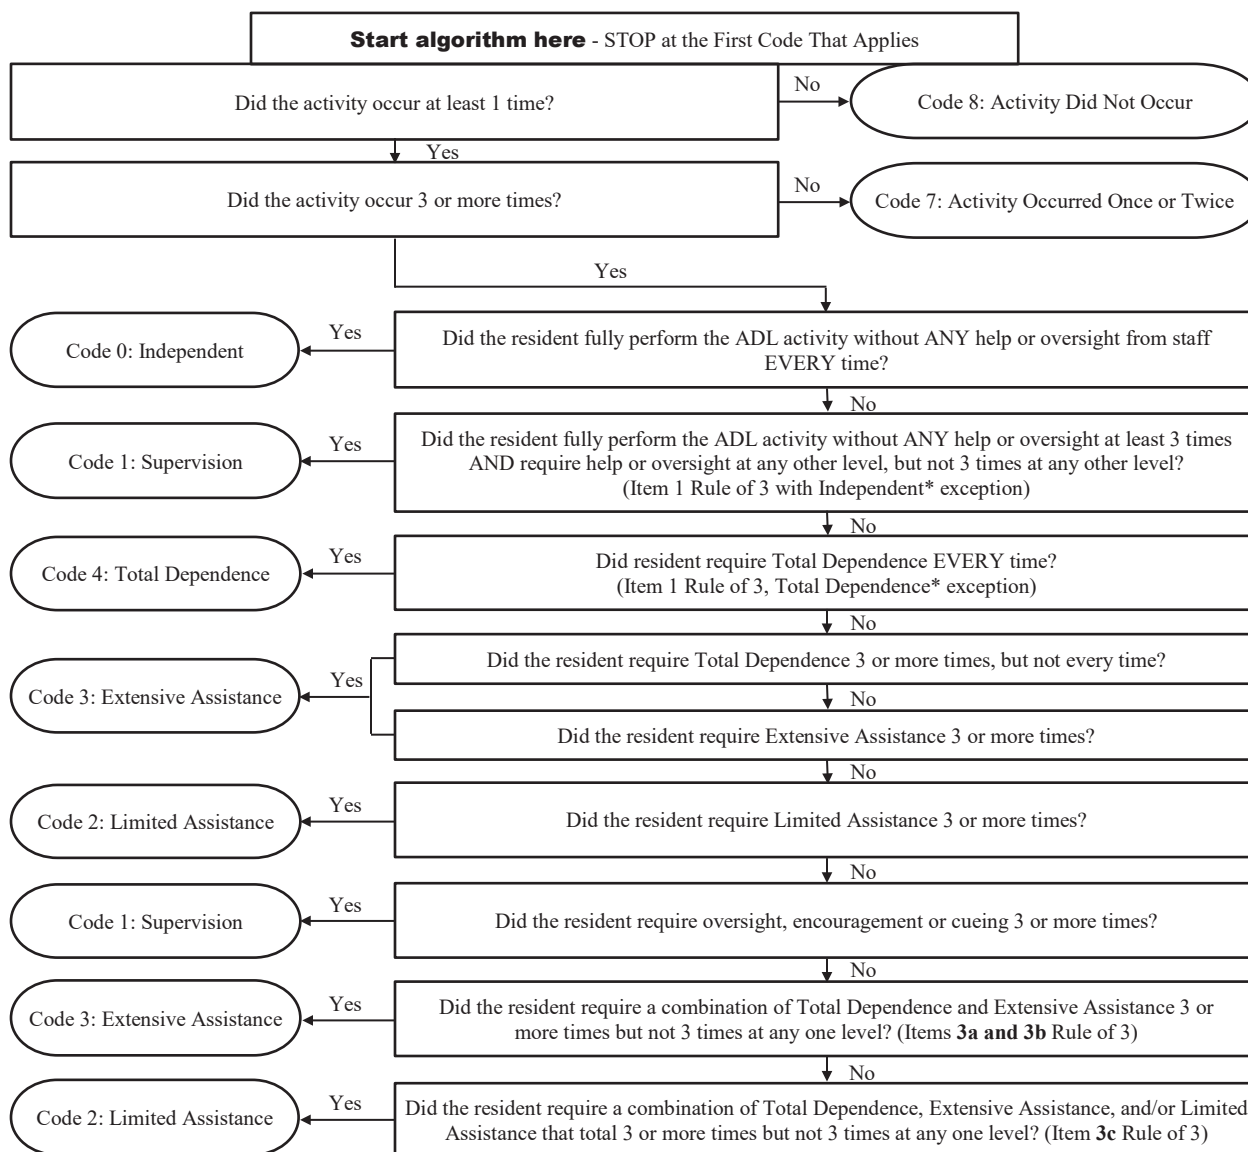 Start algorithm here - STOP at the First Code That Applies
Did the activity occur at least 1 time?
No
Code 8: Activity Did Not Occur
Yes
Did the activity occur 3 or more times?
No
Code 7: Activity Occurred Once or Twice
Yes
Did the resident fully perform the ADL activity without ANY help or oversight from staff
EVERY time?
Yes
Code 0: Independent
No
Did the resident fully perform the ADL activity without ANY help or oversight at least 3 times
AND require help or oversight at any other level, but not 3 times at any other level?
(Item 1 Rule of 3 with Independent* exception)
Yes
Code 1: Supervision
No
Did resident require Total Dependence EVERY time?
(Item 1 Rule of 3, Total Dependence* exception)
Yes
Code 4: Total Dependence
No
Did the resident require Total Dependence 3 or more times, but not every time?
Yes
Code 3: Extensive Assistance
No
Did the resident require Extensive Assistance 3 or more times?
No
Did the resident require Limited Assistance 3 or more times?
Yes
Code 2: Limited Assistance
No
Did the resident require oversight, encouragement or cueing 3 or more times?
Yes
Code 1: Supervision
No
Did the resident require a combination of Total Dependence and Extensive Assistance 3 or
more times but not 3 times at any one level? (Items 3a and 3b Rule of 3)
Yes
Code 3: Extensive Assistance
No
Did the resident require a combination of Total Dependence, Extensive Assistance, and/or Limited
Assistance that total 3 or more times but not 3 times at any one level? (Item 3c Rule of 3)
Yes
Code 2: Limited Assistance